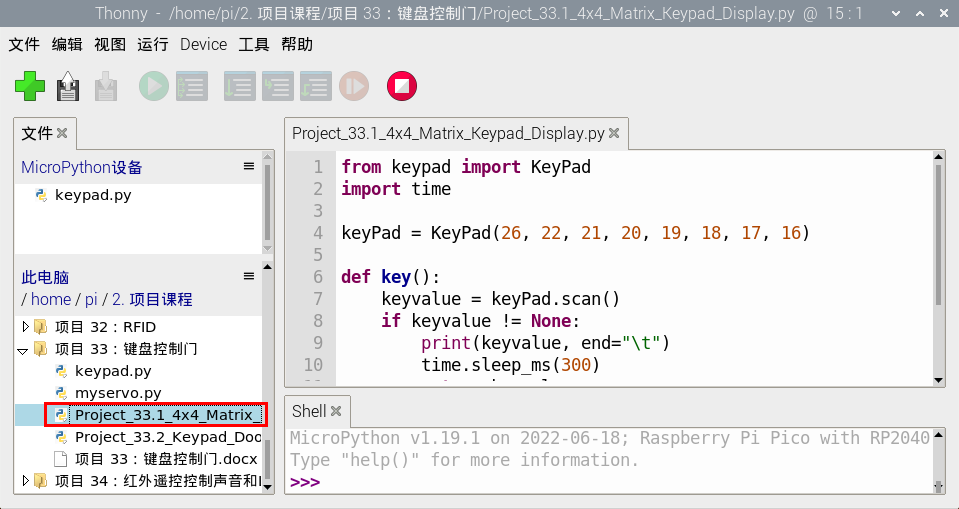 Thonny - /home/pi/2. 项目课程/项目 33：键盘控制门/Project_33.1_4x4_Matrix_Keypad_Display.py @ 15 : 1
文件 编辑 视图 运行 Device 工具 帮助
文件
MicroPython设备
keypad.py
此电脑
/ home / pi / 2. 项目课程
项目 32：RFID
项目 33：键盘控制门
keypad.py
myservo.py
Project_33.1_4x4_Matrix_
Project_33.2_Keypad_Doo
项目 33：键盘控制门.docx
项目 34：红外遥控控制声音和
Project_33.1_4x4_Matrix_Keypad_Display.py
1 from keypad import KeyPad
2 import time
3
4 keyPad = KeyPad(26, 22, 21, 20, 19, 18, 17, 16)
5
6 def key():
7 keyvalue = keyPad.scan()
8 if keyvalue != None:
9 print(keyvalue, end="\t")
10 time.sleep_ms(300)
Shell
MicroPython v1.19.1 on 2022-06-18; Raspberry Pi Pico with RP2040
Type "help()" for more information.
>>>